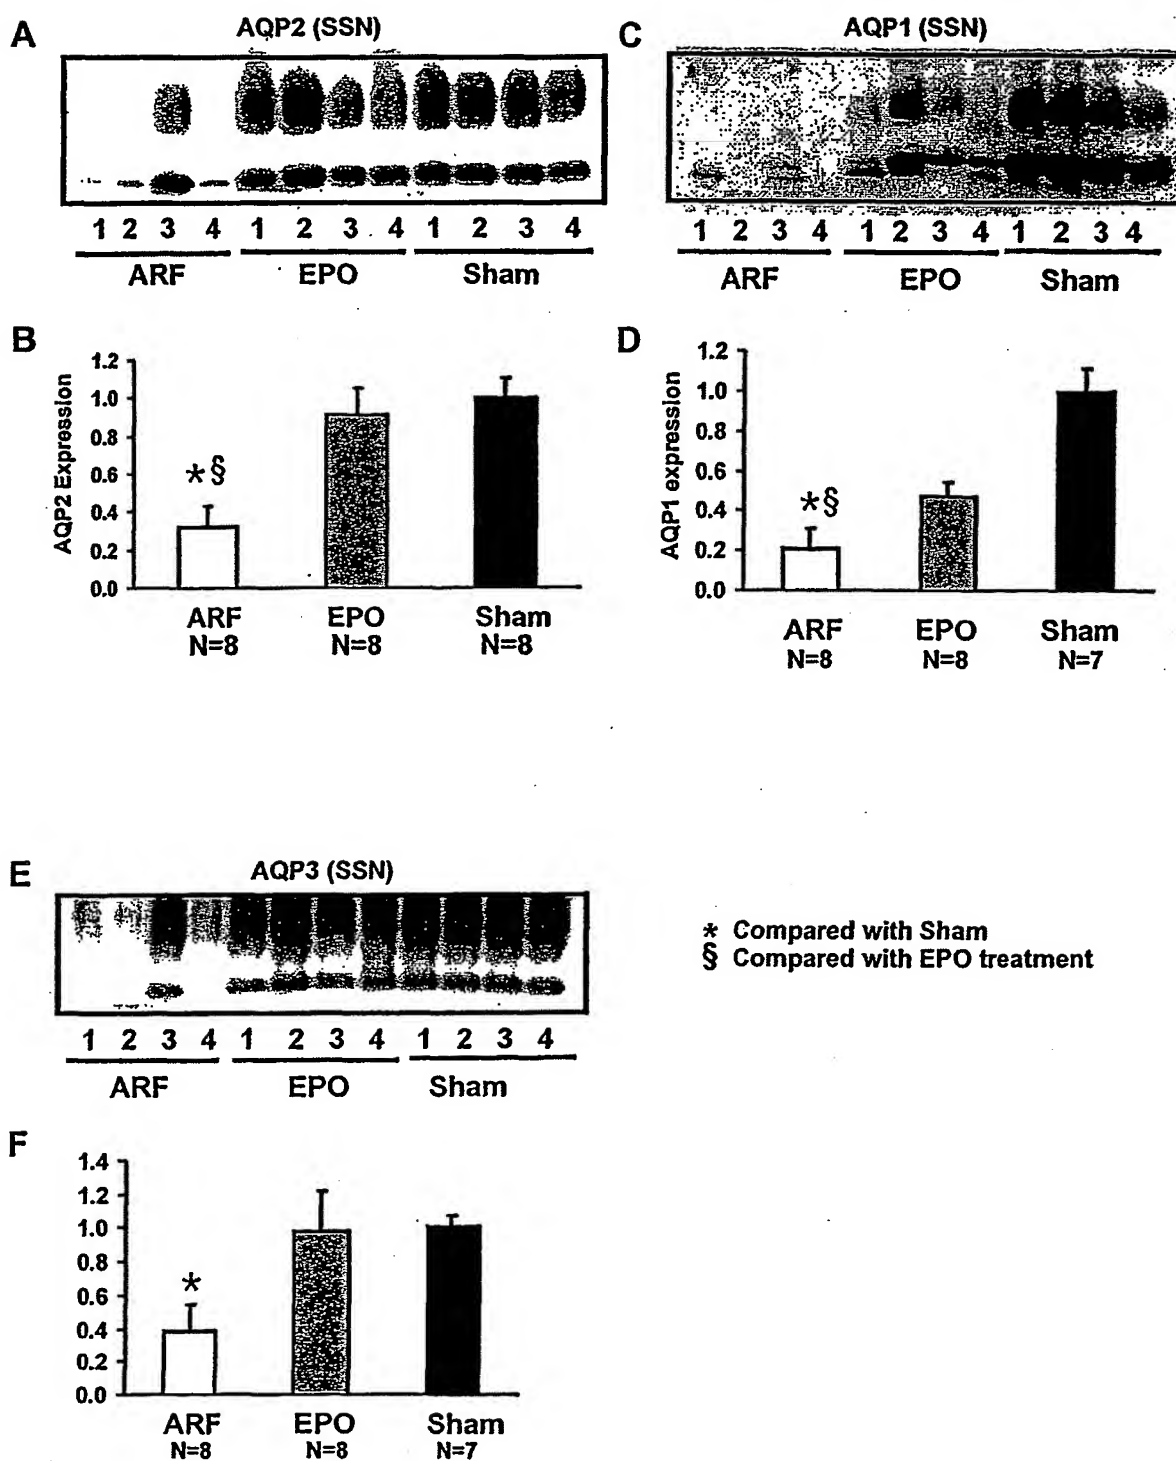 A
AQP2 (SSN)
1 2 3 4 1 2 3 4 1 2 3 4
ARF EPO Sham
B
AQP2 Expression
1.2
1.0
0.8
0.6
0.4
0.2
0.0
*§
ARF EPO Sham
N=8 N=8 N=8
C
AQP1 (SSN)
1 2 3 4 1 2 3 4 1 2 3 4
ARF EPO Sham
D
AQP1 expression
1.2
1.0
0.8
0.6
0.4
0.2
0.0
*§
ARF EPO Sham
N=8 N=8 N=7
E
AQP3 (SSN)
1 2 3 4 1 2 3 4 1 2 3 4
ARF EPO Sham
* Compared with Sham
§ Compared with EPO treatment
F
1.4
1.2
1.0
0.8
0.6
0.4
0.2
0.0
*
ARF EPO Sham
N=8 N=8 N=7